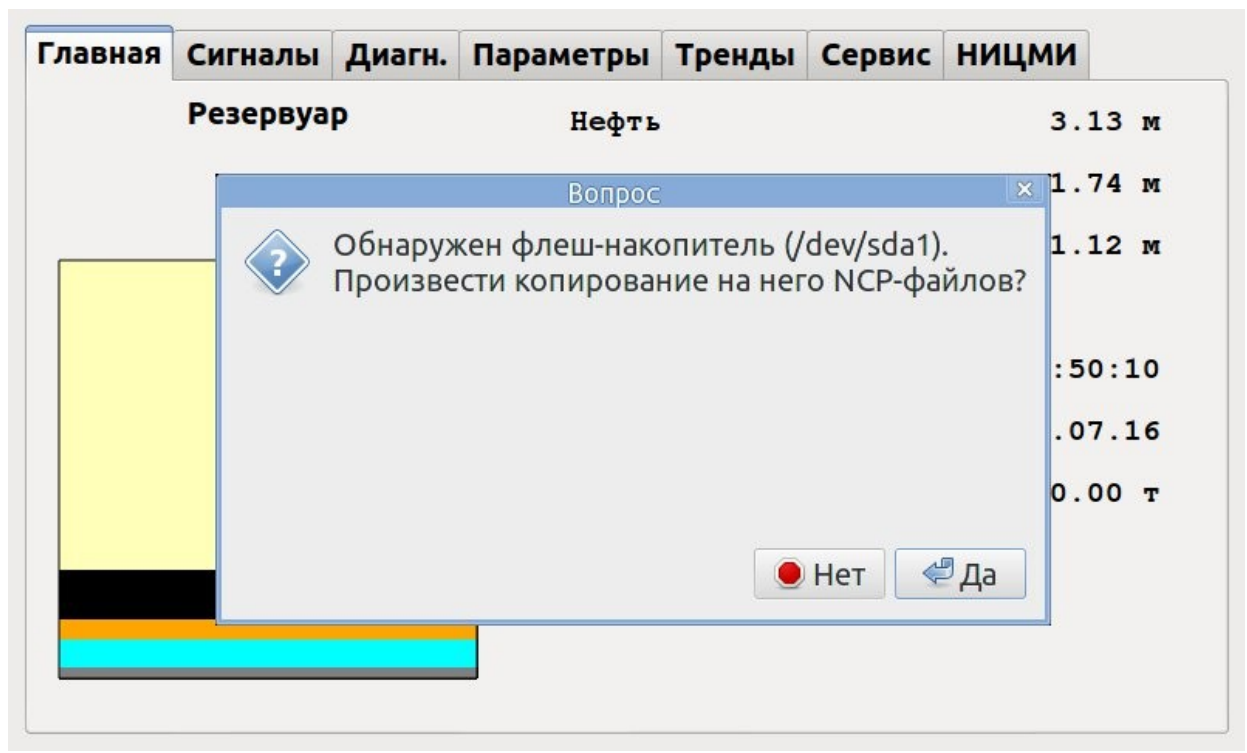 Главная Сигналы Диагн. Параметры Тренды Сервис НИЦМИ
Резервуар Нефть 3.13 м
1.74 м
Вопрос
Обнаружен флеш-накопитель (/dev/sda1).
1.12 м
Произвести копирование на него NCP-файлов?
:50:10
.07.16
0.00 т
Нет Да